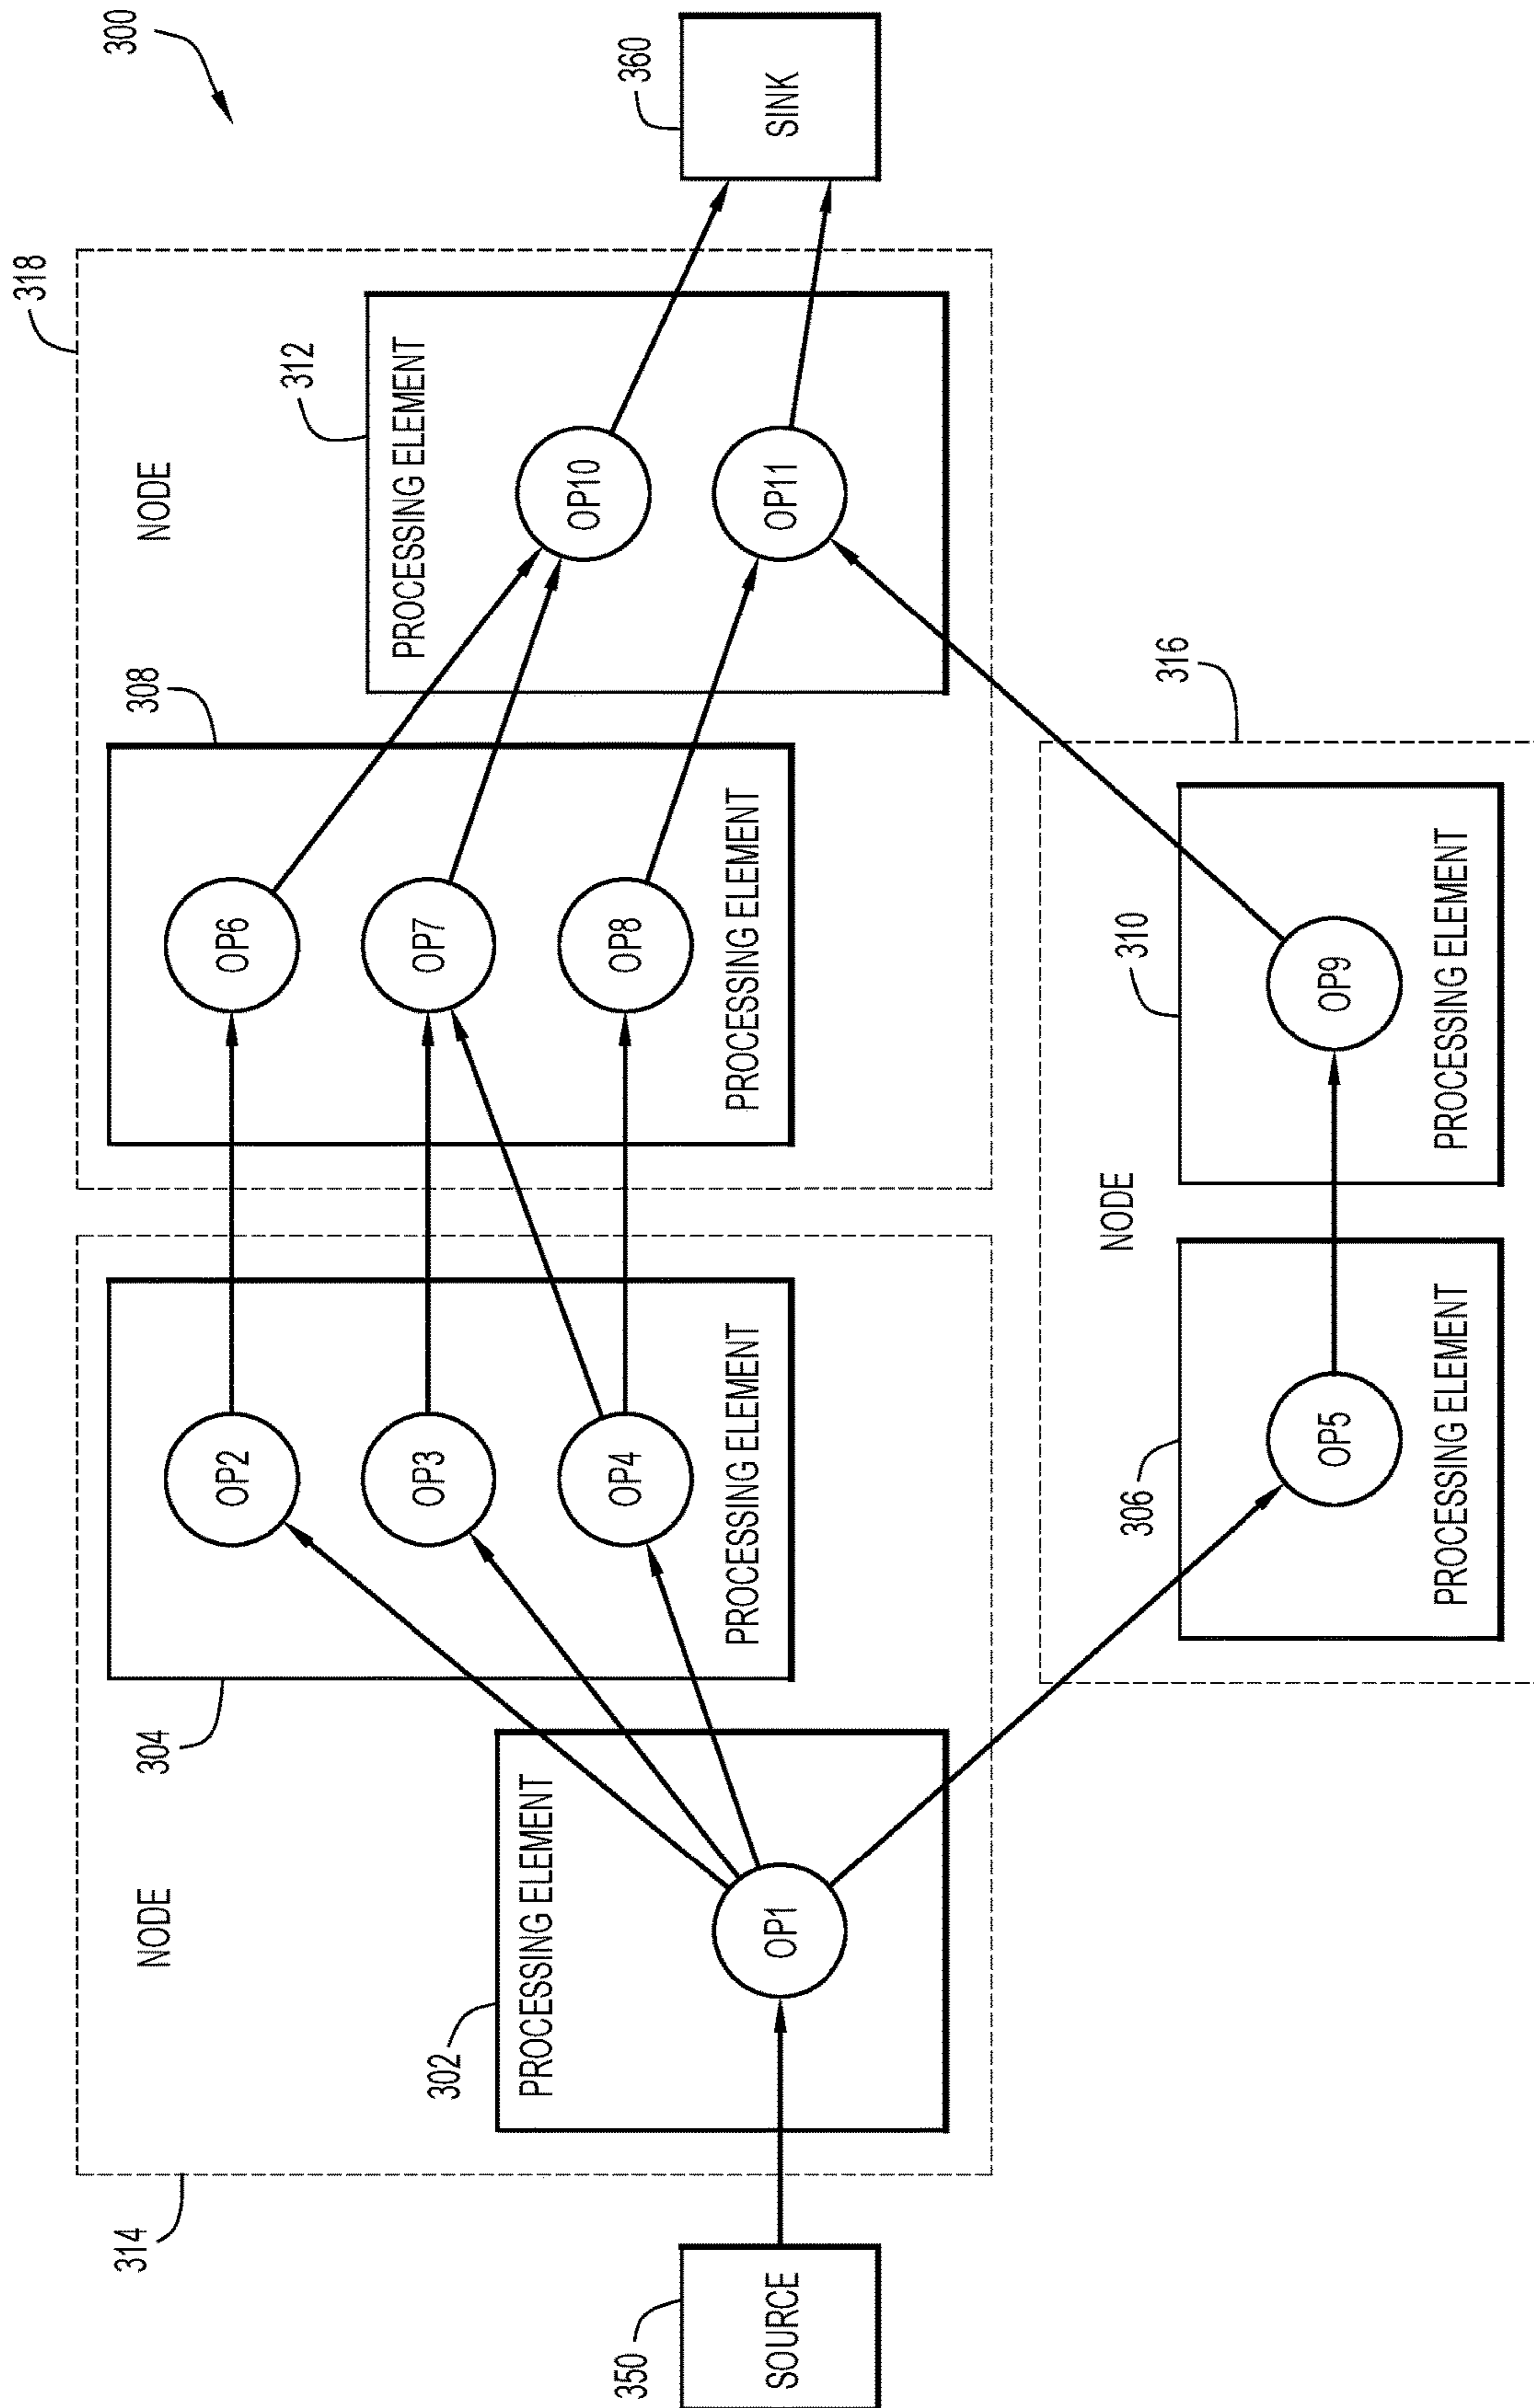 300
318
NODE
312
PROCESSING ELEMENT
OP10
OP11
360
SINK
308
OP6
OP7
OP8
PROCESSING ELEMENT
316
NODE
310
OP9
PROCESSING ELEMENT
306
OP5
PROCESSING ELEMENT
314
NODE
304
OP2
OP3
OP4
PROCESSING ELEMENT
302
PROCESSING ELEMENT
OP1
350
SOURCE